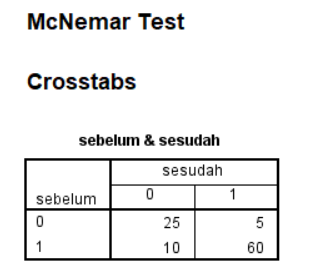 McNemar Test
Crosstabs
sebelum & sesudah
sesudah
sebelum 0 1
0 25 5
1 10 60